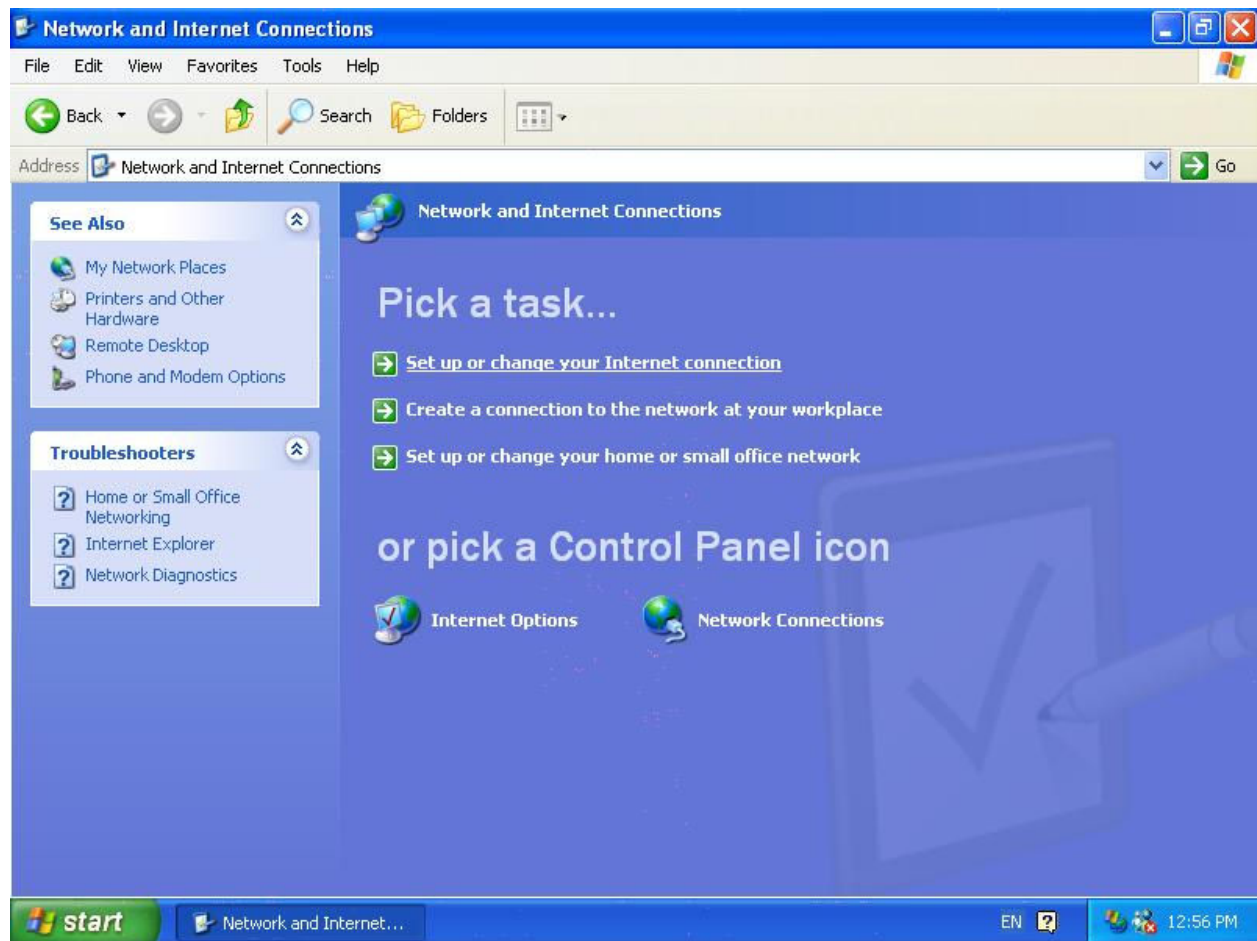 Network and Internet Connections
File Edit View Favorites Tools Help
Back Search Folders
Address Network and Internet Connections Go
See Also
My Network Places
Printers and Other
Hardware
Remote Desktop
Phone and Modem Options
Troubleshooters
Home or Small Office
Networking
Internet Explorer
Network Diagnostics
Network and Internet Connections
Pick a task...
Set up or change your Internet connection
Create a connection to the network at your workplace
Set up or change your home or small office network
or pick a Control Panel icon
Internet Options Network Connections
start Network and Internet... EN 12:56 PM